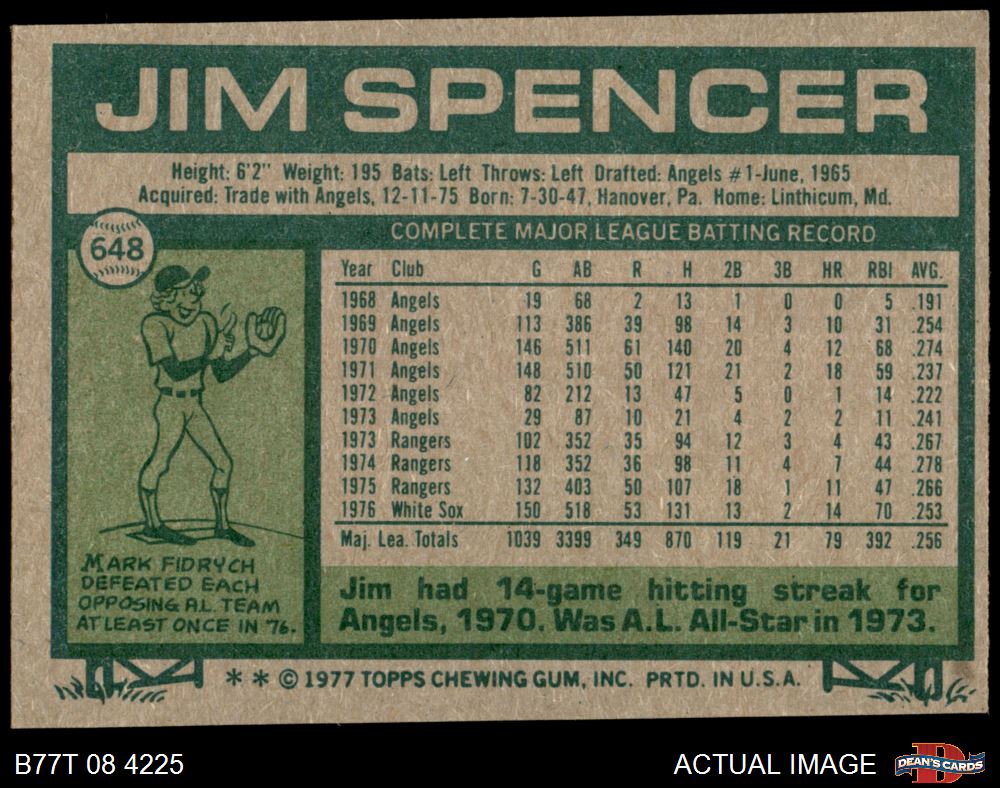 JIM SPENCER
Height: 6'2" Weight: 195 Bats: Left Throws: Left Drafted: Angels #1-June, 1965
Acquired: Trade with Angels, 12-11-75 Born: 7-30-47, Hanover, Pa. Home: Linthicum, Md.
648
COMPLETE MAJOR LEAGUE BATTING RECORD
Year Club G AB R H 2B 3B HR RBI AVG.
1968 Angels 19 68 2 13 1 0 0 5 .191
1969 Angels 113 386 39 98 14 3 10 31 .254
1970 Angels 146 511 61 140 20 4 12 68 .274
1971 Angels 148 510 50 121 21 2 18 59 .237
1972 Angels 82 212 13 47 5 0 1 14 .222
1973 Angels 29 87 10 21 4 2 2 11 .241
1973 Rangers 102 352 35 94 12 3 4 43 .267
1974 Rangers 118 352 36 98 11 4 7 44 .278
1975 Rangers 132 403 50 107 18 1 11 47 .266
1976 White Sox 150 518 53 131 13 2 14 70 .253
Maj. Lea. Totals 1039 3399 349 870 119 21 79 392 .256
MARK FIDRYCH
DEFEATED EACH
OPPOSING A.L. TEAM
AT LEAST ONCE IN '76.
Jim had 14-game hitting streak for
Angels, 1970. Was A.L. All-Star in 1973.
* * © 1977 TOPPS CHEWING GUM, INC. PRTD. IN U.S.A.
B77T 08 4225
ACTUAL IMAGE
DEAN'S CARDS